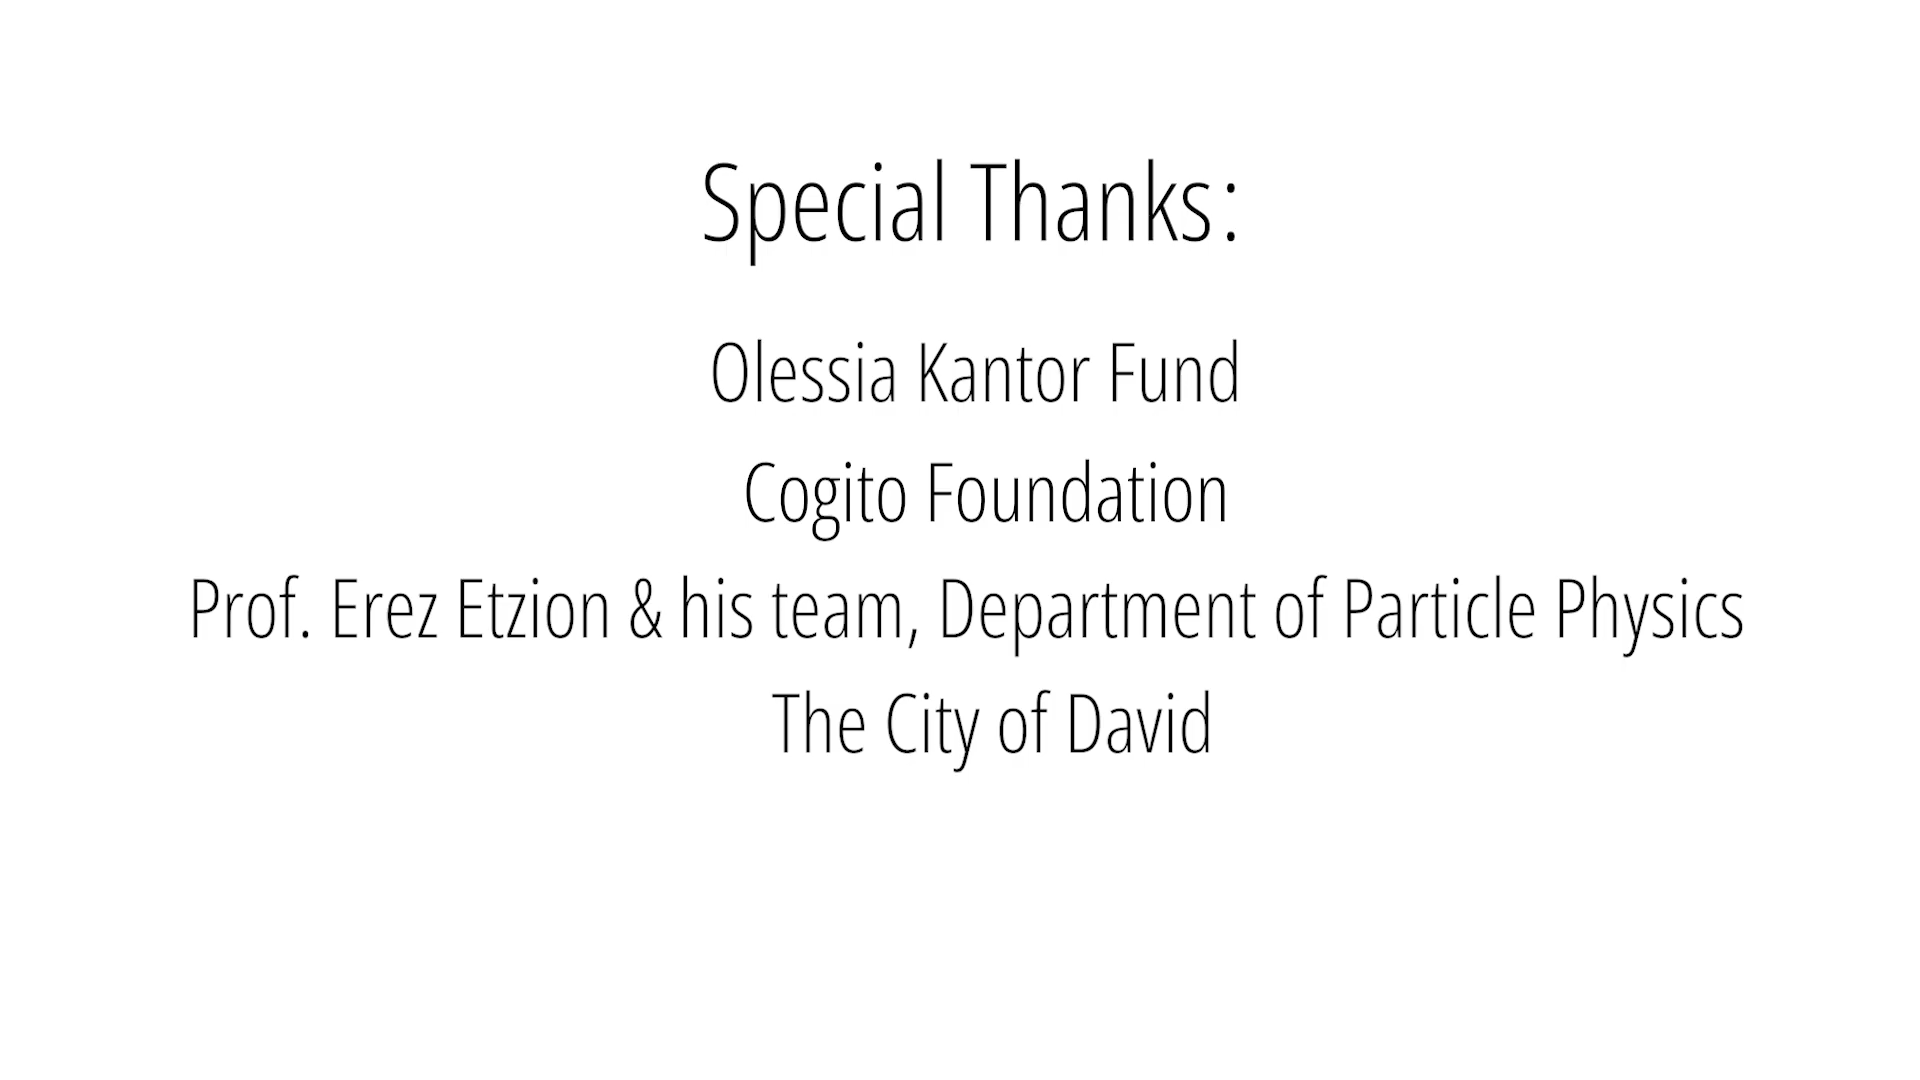 Special Thanks:
Olessia Kantor Fund
Cogito Foundation
Prof. Erez Etzion & his team, Department of Particle Physics
The City of David